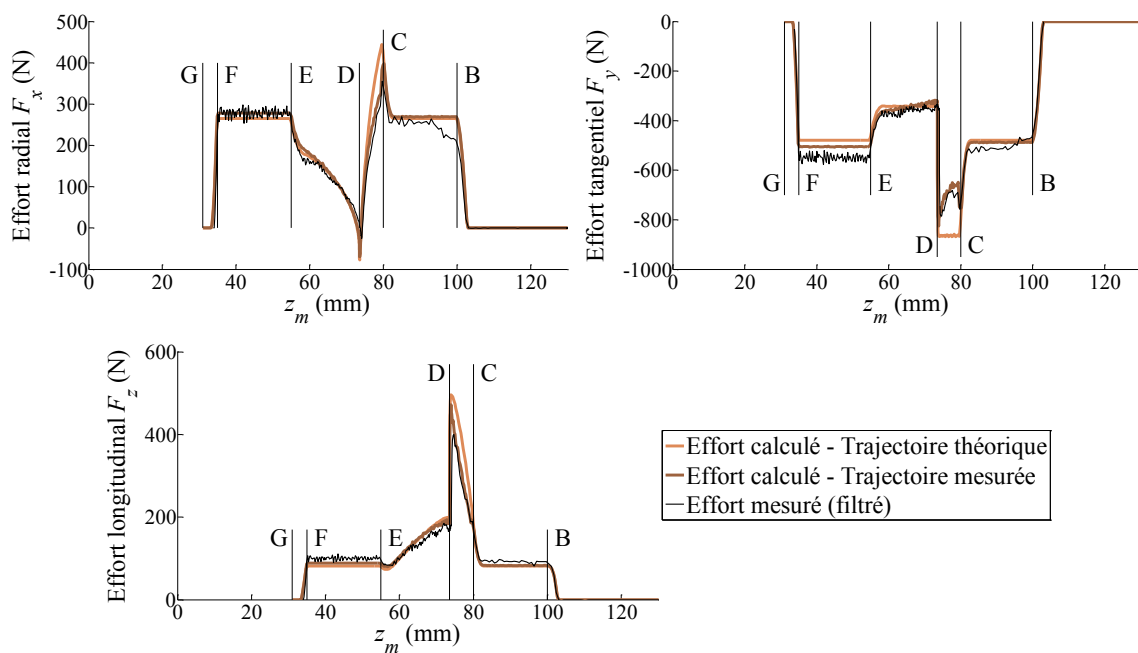 Effort radial F_x (N)
500
400
300
200
100
0
-100
G F E D C B
0 20 40 60 80 100 120
z_m (mm)
Effort tangentiel F_y (N)
0
-200
-400
-600
-800
-1000
G F E D C B
0 20 40 60 80 100 120
z_m (mm)
Effort longitudinal F_z (N)
600
400
200
0
G F E D C B
0 20 40 60 80 100 120
z_m (mm)
Effort calculé - Trajectoire théorique
Effort calculé - Trajectoire mesurée
Effort mesuré (filtré)